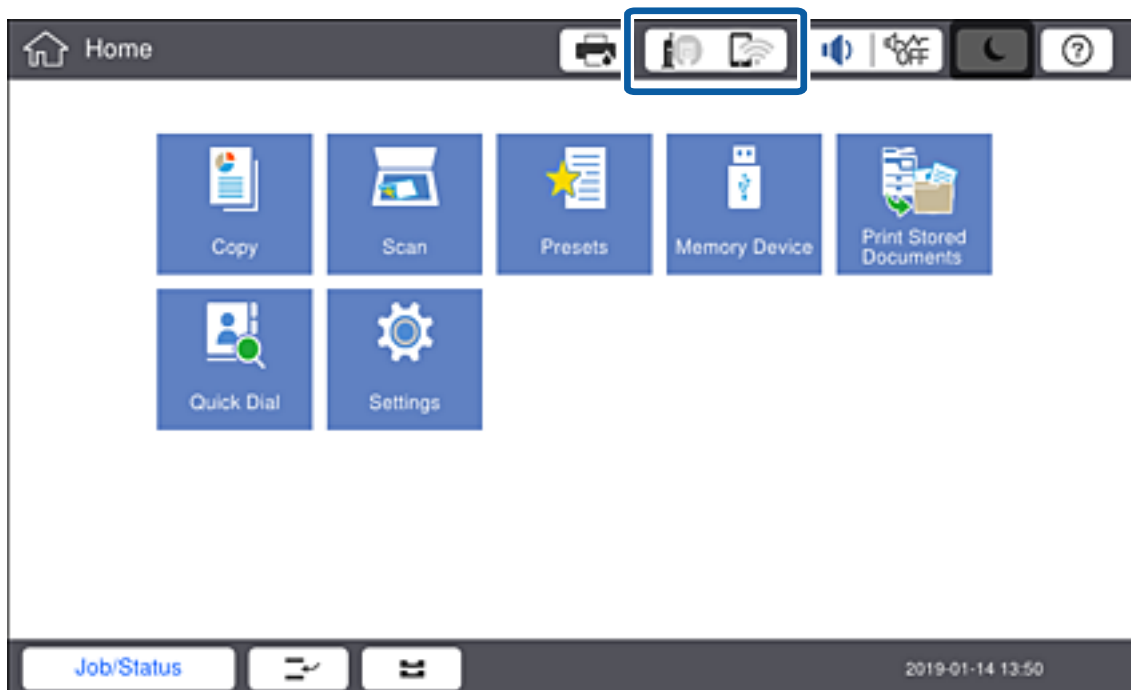 Home
OFF
?
Copy
Scan
Presets
Memory Device
Print Stored
Documents
Quick Dial
Settings
Job/Status
2019-01-14 13:50